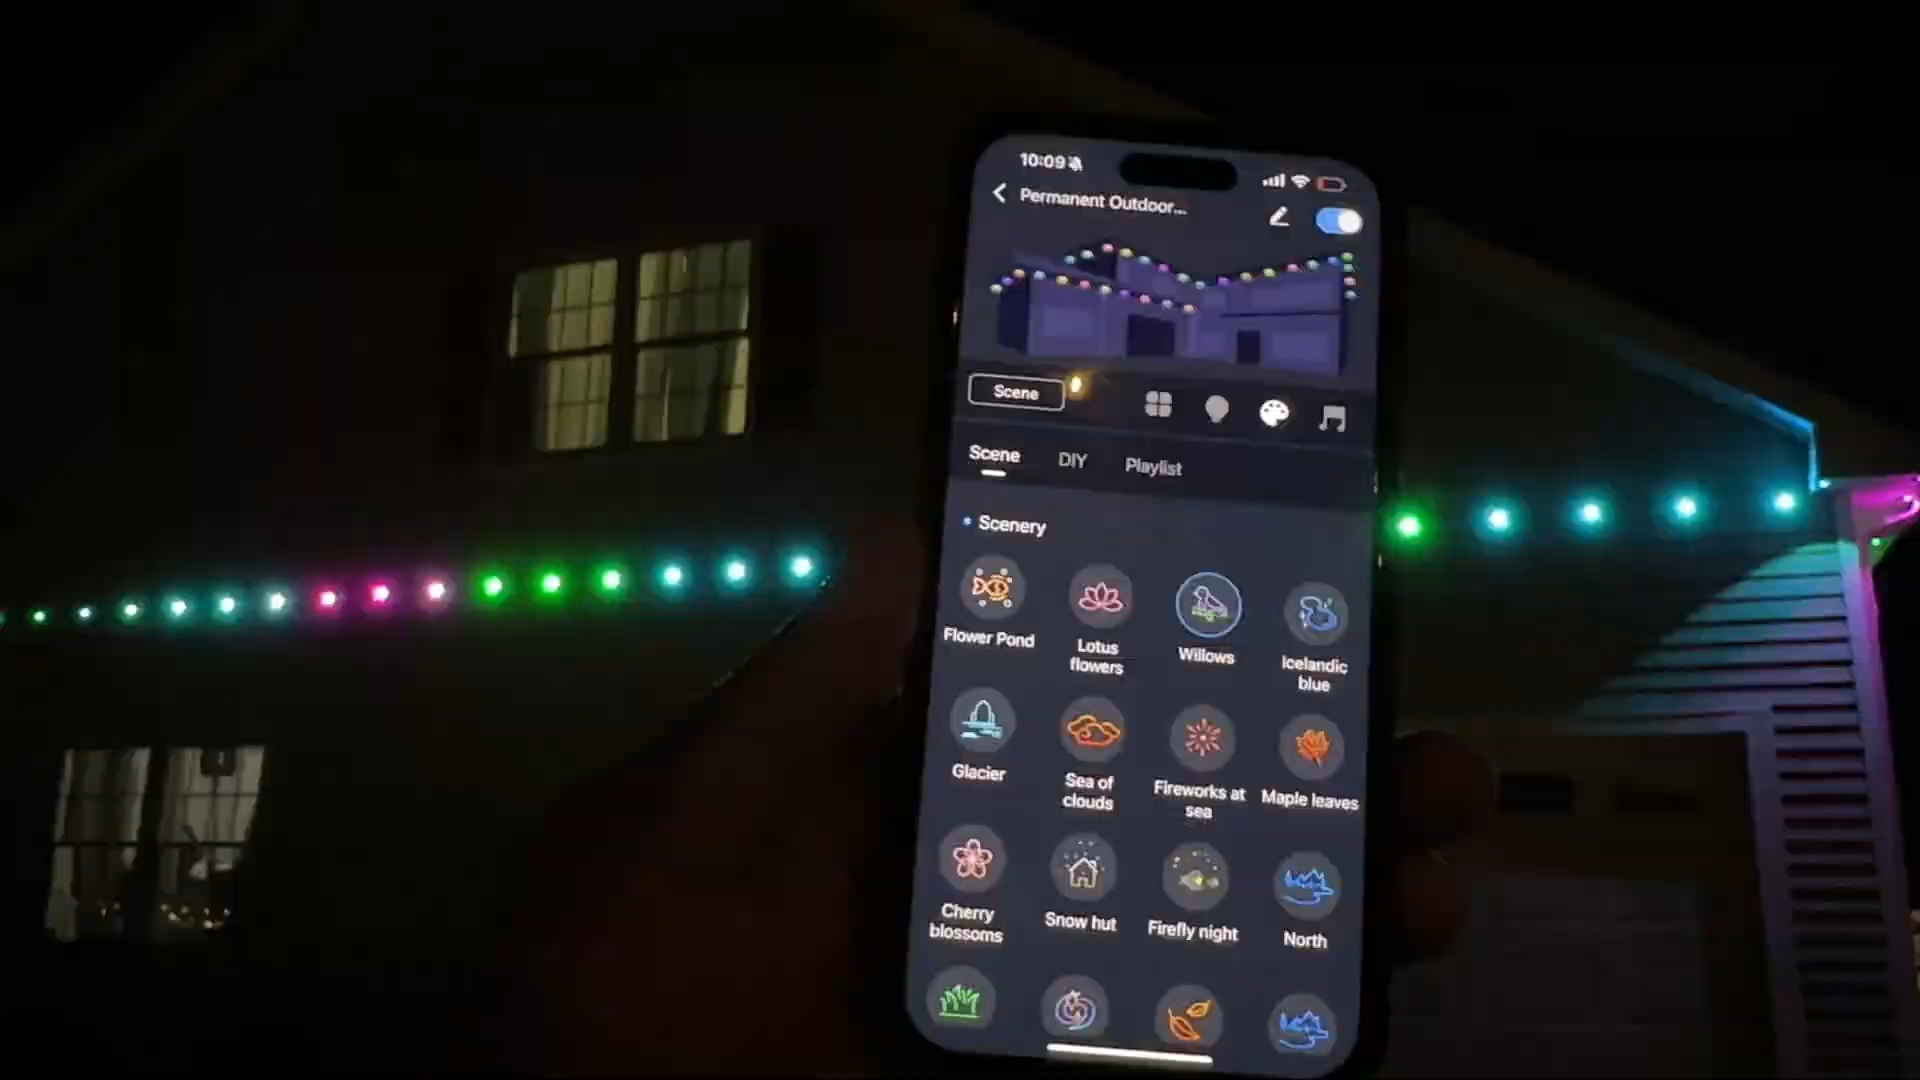 10:09
Permanent Outdoor...
Scene
Scene DIY Playlist
Scenery
Flower Pond
Lotus
flowers
Willows
Icelandic
blue
Glacier
Sea of
clouds
Fireworks at
sea
Maple leaves
Cherry
blossoms
Snow hut
Firefly night
North